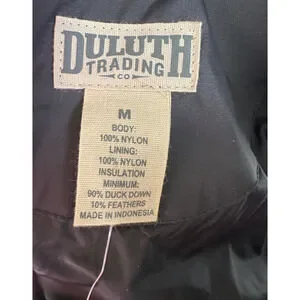 DULUTH
TRADING
CO
M
BODY:
100% NYLON
LINING:
100% NYLON
INSULATION
MINIMUM:
90% DUCK DOWN
10% FEATHERS
MADE IN INDONESIA